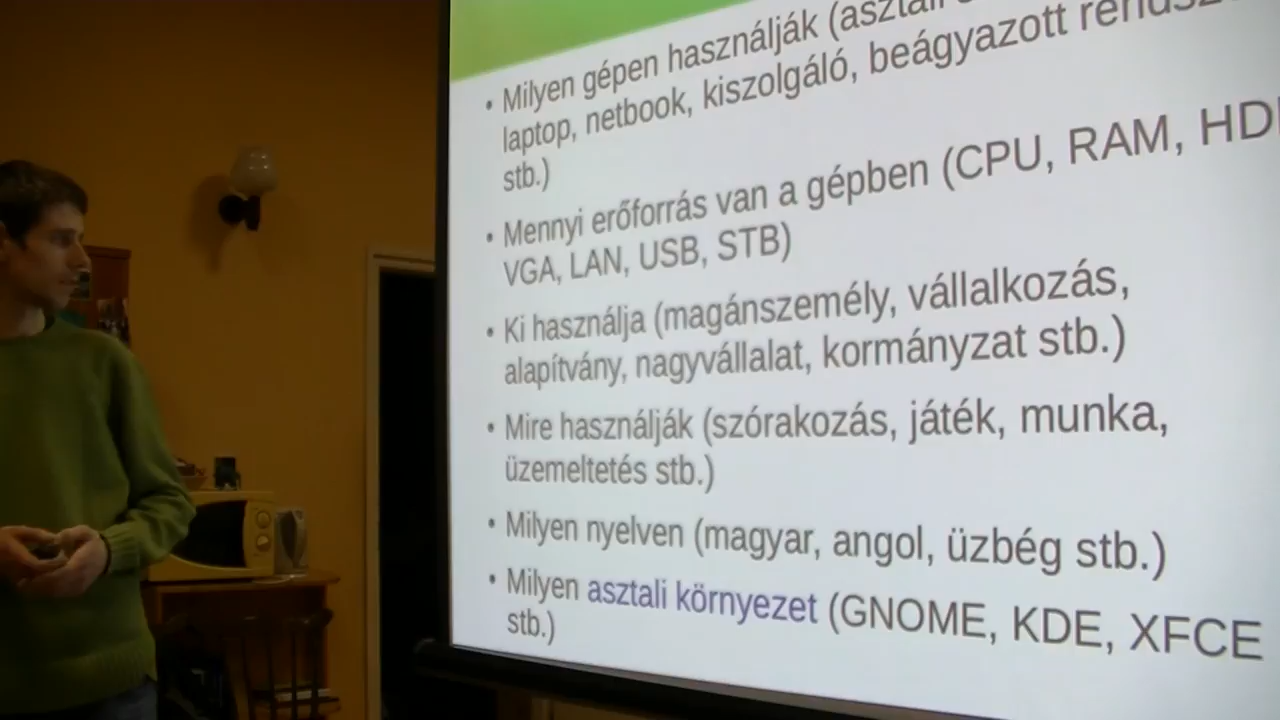 • Milyen gépen használják (asztali
laptop, netbook, kiszolgáló, beágyazott
stb.)
• Mennyi erőforrás van a gépben (CPU, RAM,
VGA, LAN, USB, STB)
• Ki használja (magánszemély, vállalkozás,
alapítvány, nagyvállalat, kormányzat stb.)
• Mire használják (szórakozás, játék, munka,
üzemeltetés stb.)
• Milyen nyelven (magyar, angol, üzbég stb.)
• Milyen asztali környezet (GNOME, KDE, XFCE
stb.)